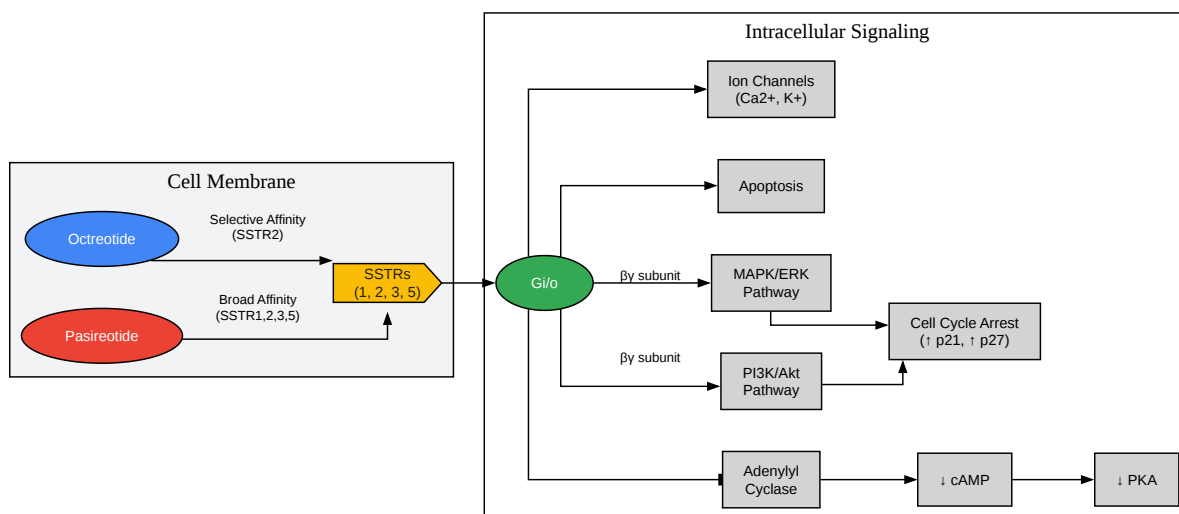 Intracellular Signaling
Ion Channels
(Ca2+, K+)
Cell Membrane
Apoptosis
Octreotide
Selective Affinity
(SSTR2)
SSTRs
(1, 2, 3, 5)
Gi/o
βγ subunit
MAPK/ERK
Pathway
Broad Affinity
(SSTR1,2,3,5)
Pasireotide
Cell Cycle Arrest
(↑ p21, ↑ p27)
βγ subunit
PI3K/Akt
Pathway
Adenylyl
Cyclase
↓ cAMP
↓ PKA